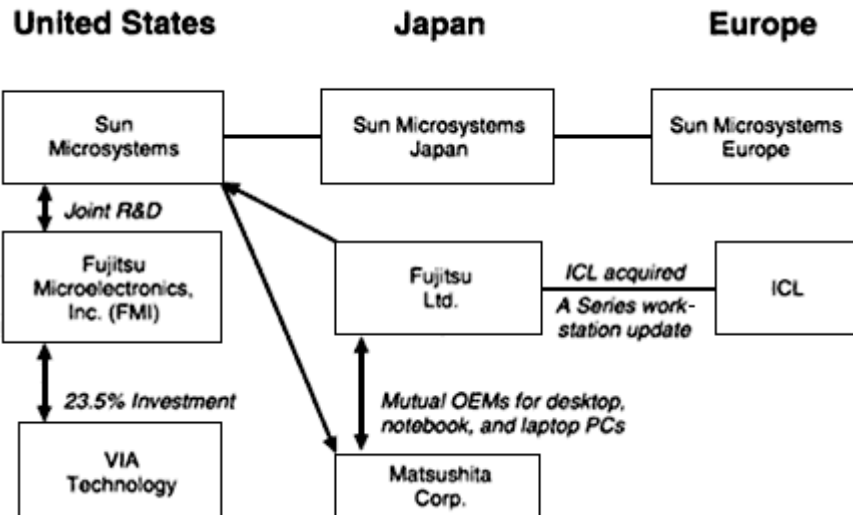 United States
Japan
Europe
Sun
Microsystems
Sun Microsystems
Japan
Sun Microsystems
Europe
Joint R&D
Fujitsu
Microelectronics,
Inc. (FMI)
Fujitsu
Ltd.
ICL acquired
A Series work-
station update
ICL
23.5% Investment
Mutual OEMs for desktop,
notebook, and laptop PCs
VIA
Technology
Matsushita
Corp.